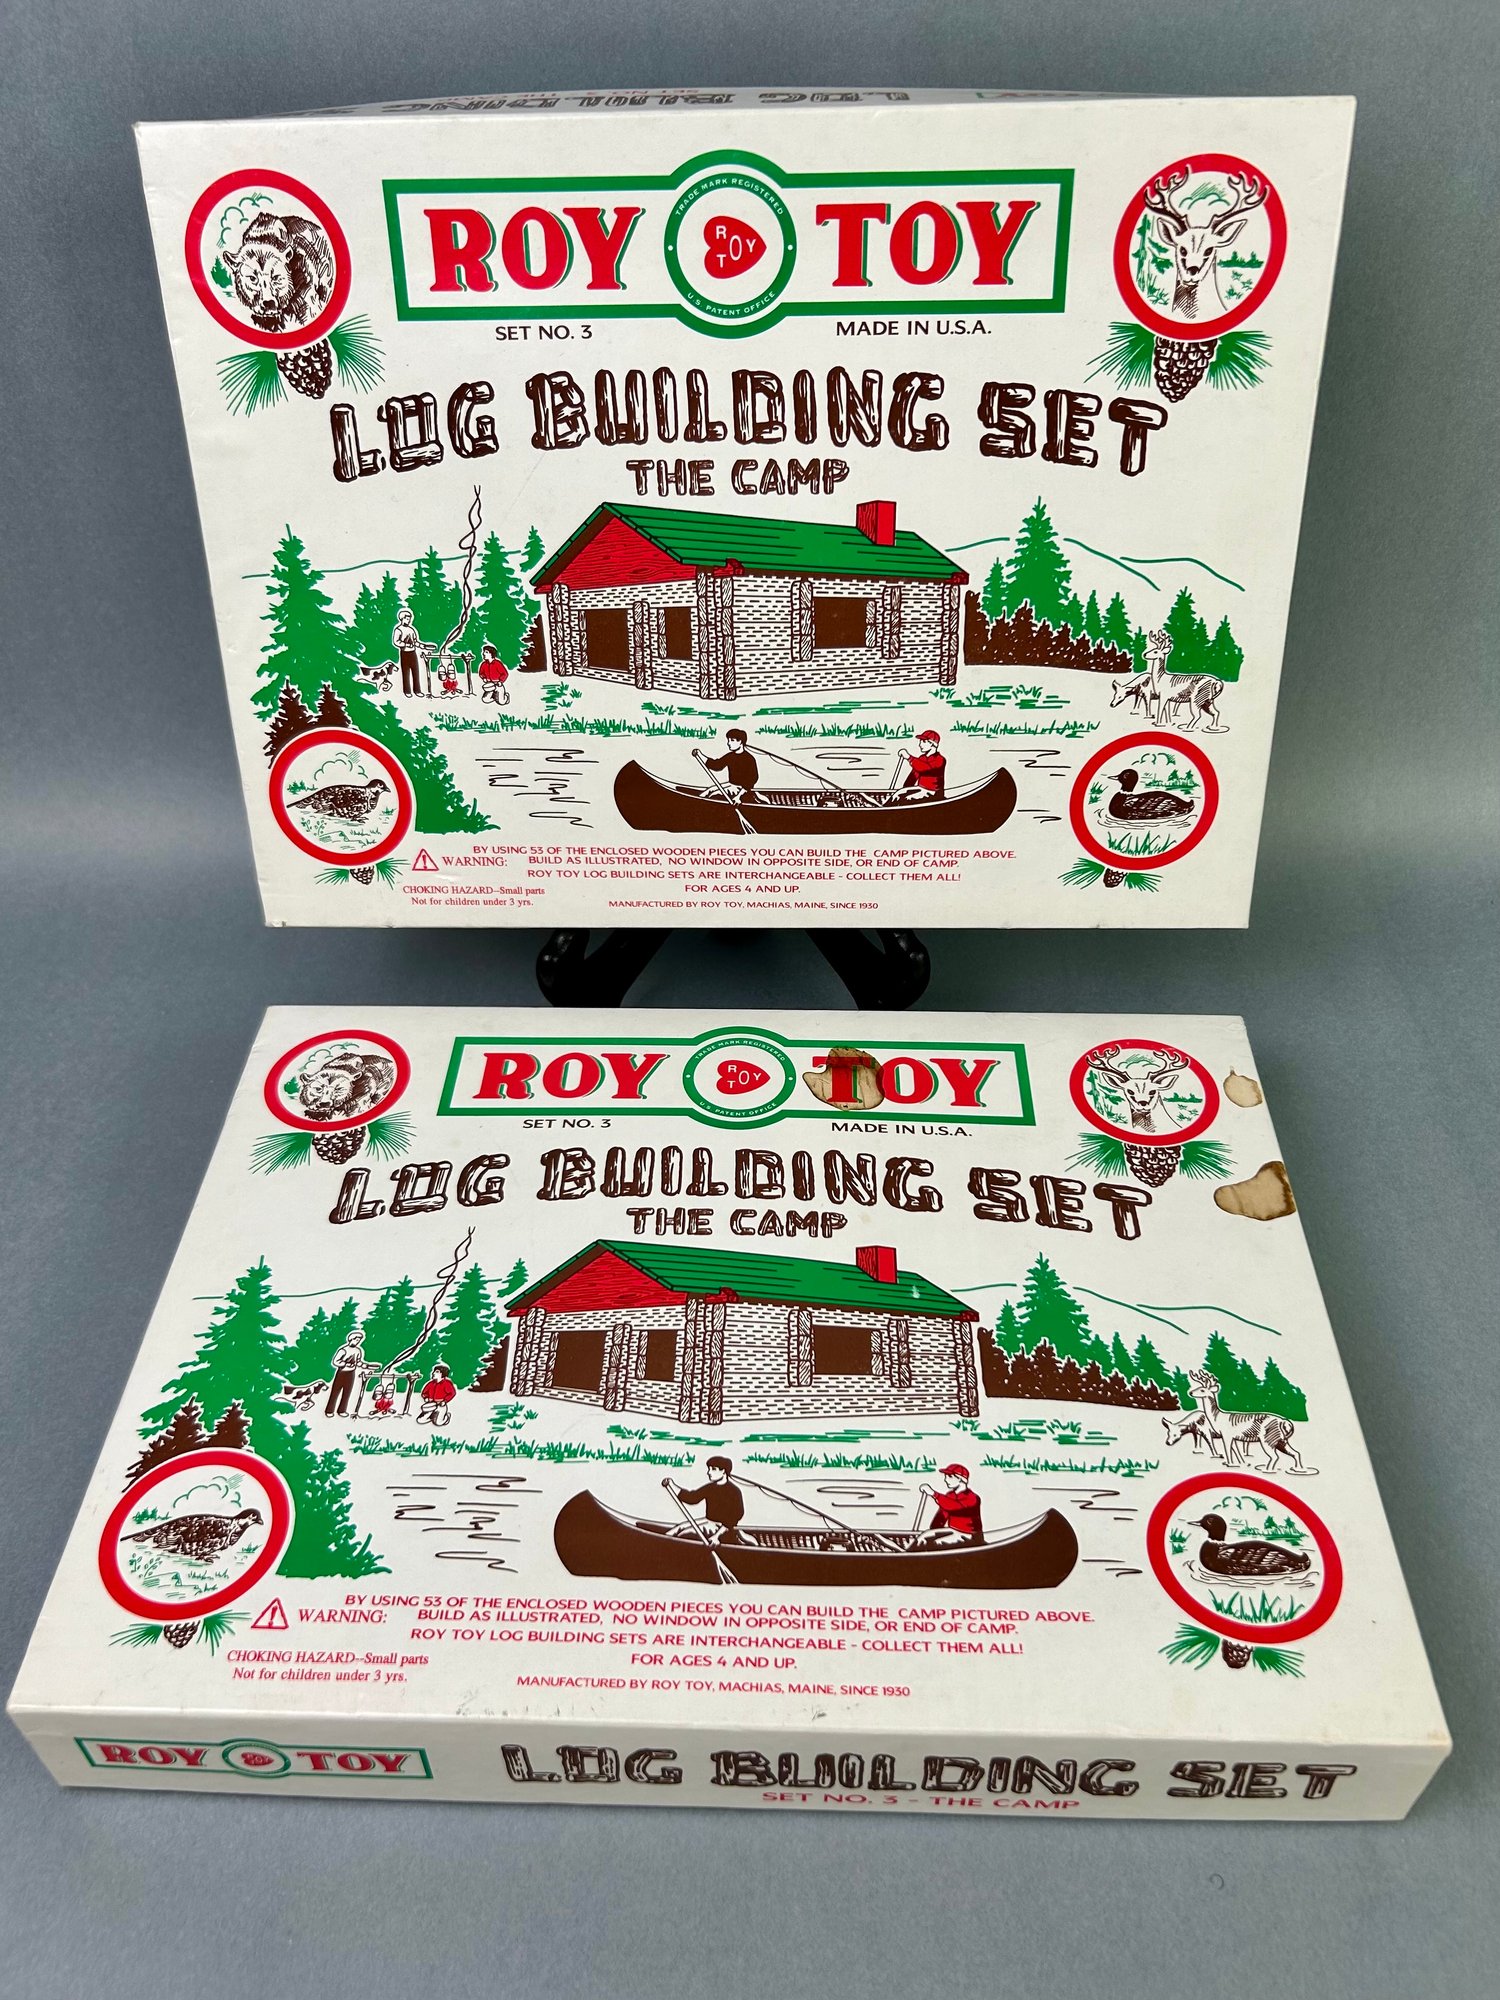 LOG BUILDING SET
ROY TOY
TRADE MARK REGISTERED
ROY TOY
U.S. PATENT OFFICE
SET NO. 3
MADE IN U.S.A.
LOG BUILDING SET
THE CAMP
BY USING 53 OF THE ENCLOSED WOODEN PIECES YOU CAN BUILD THE CAMP PICTURED ABOVE.
WARNING: BUILD AS ILLUSTRATED, NO WINDOW IN OPPOSITE SIDE, OR END OF CAMP.
ROY TOY LOG BUILDING SETS ARE INTERCHANGEABLE - COLLECT THEM ALL!
CHOKING HAZARD--Small parts
FOR AGES 4 AND UP.
Not for children under 3 yrs.
MANUFACTURED BY ROY TOY, MACHIAS, MAINE, SINCE 1930
ROY TOY
TRADE MARK REGISTERED
ROY TOY
U.S. PATENT OFFICE
SET NO. 3
MADE IN U.S.A.
LOG BUILDING SET
THE CAMP
BY USING 53 OF THE ENCLOSED WOODEN PIECES YOU CAN BUILD THE CAMP PICTURED ABOVE.
WARNING: BUILD AS ILLUSTRATED, NO WINDOW IN OPPOSITE SIDE, OR END OF CAMP.
ROY TOY LOG BUILDING SETS ARE INTERCHANGEABLE - COLLECT THEM ALL!
CHOKING HAZARD--Small parts
FOR AGES 4 AND UP.
Not for children under 3 yrs.
MANUFACTURED BY ROY TOY, MACHIAS, MAINE, SINCE 1930
ROY TOY
LOG BUILDING SET
SET NO. 3 - THE CAMP